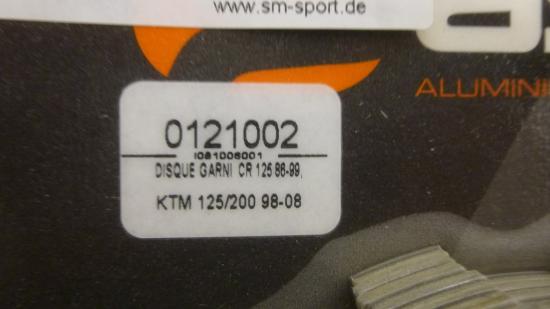 www.sm-sport.de
ALUMINI
0121002
I081006001
DISQUE GARNI CR 125 86-99,
KTM 125/200 98-08